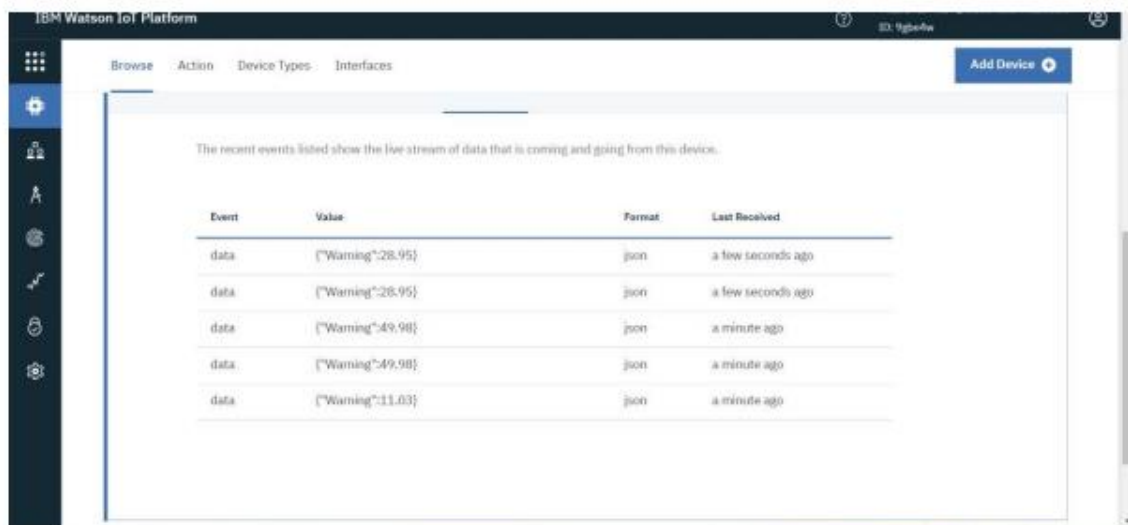 IBM Watson IoT Platform
ID: 9gbe4w
Browse Action Device Types Interfaces
Add Device
The recent events listed show the live stream of data that is coming and going from this device.
Event Value Format Last Received
data {"Warning":28.95} json a few seconds ago
data {"Warning":28.95} json a few seconds ago
data {"Warning":49.98} json a minute ago
data {"Warning":49.98} json a minute ago
data {"Warning":11.03} json a minute ago